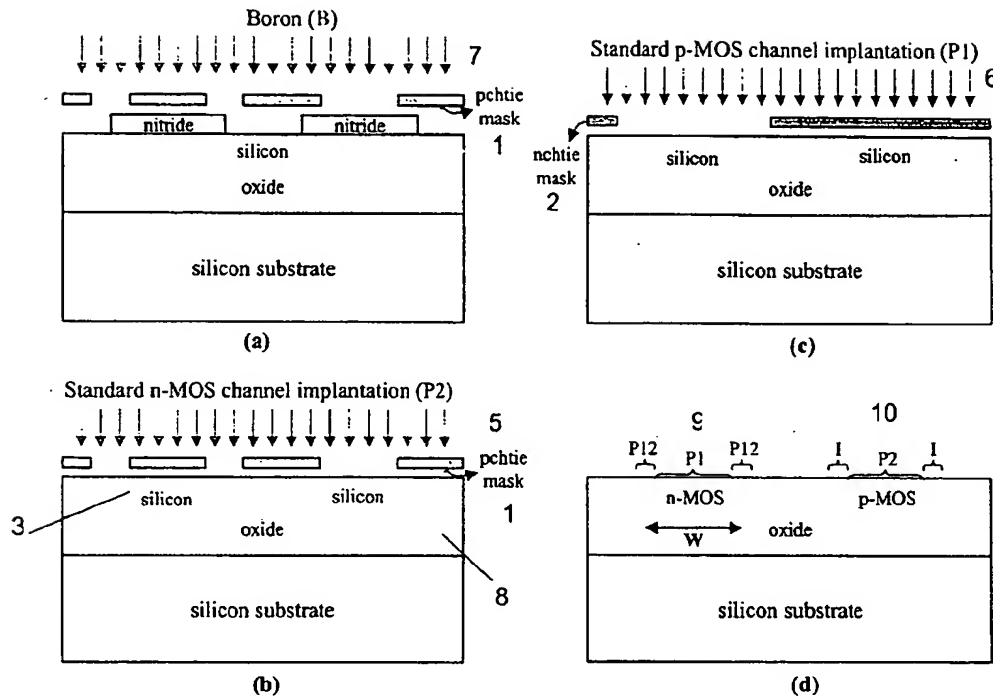 Boron (B)
7
pchtie
mask
1
nitride
nitride
silicon
oxide
silicon substrate
(a)
Standard n-MOS channel implantation (P2)
5
pchtie
mask
1
3
silicon
silicon
oxide
8
silicon substrate
(b)
Standard p-MOS channel implantation (P1)
6
nchtie
mask
2
silicon
silicon
oxide
silicon substrate
(c)
9
10
P12
P1
P12
I
P2
I
n-MOS
p-MOS
W
oxide
silicon substrate
(d)